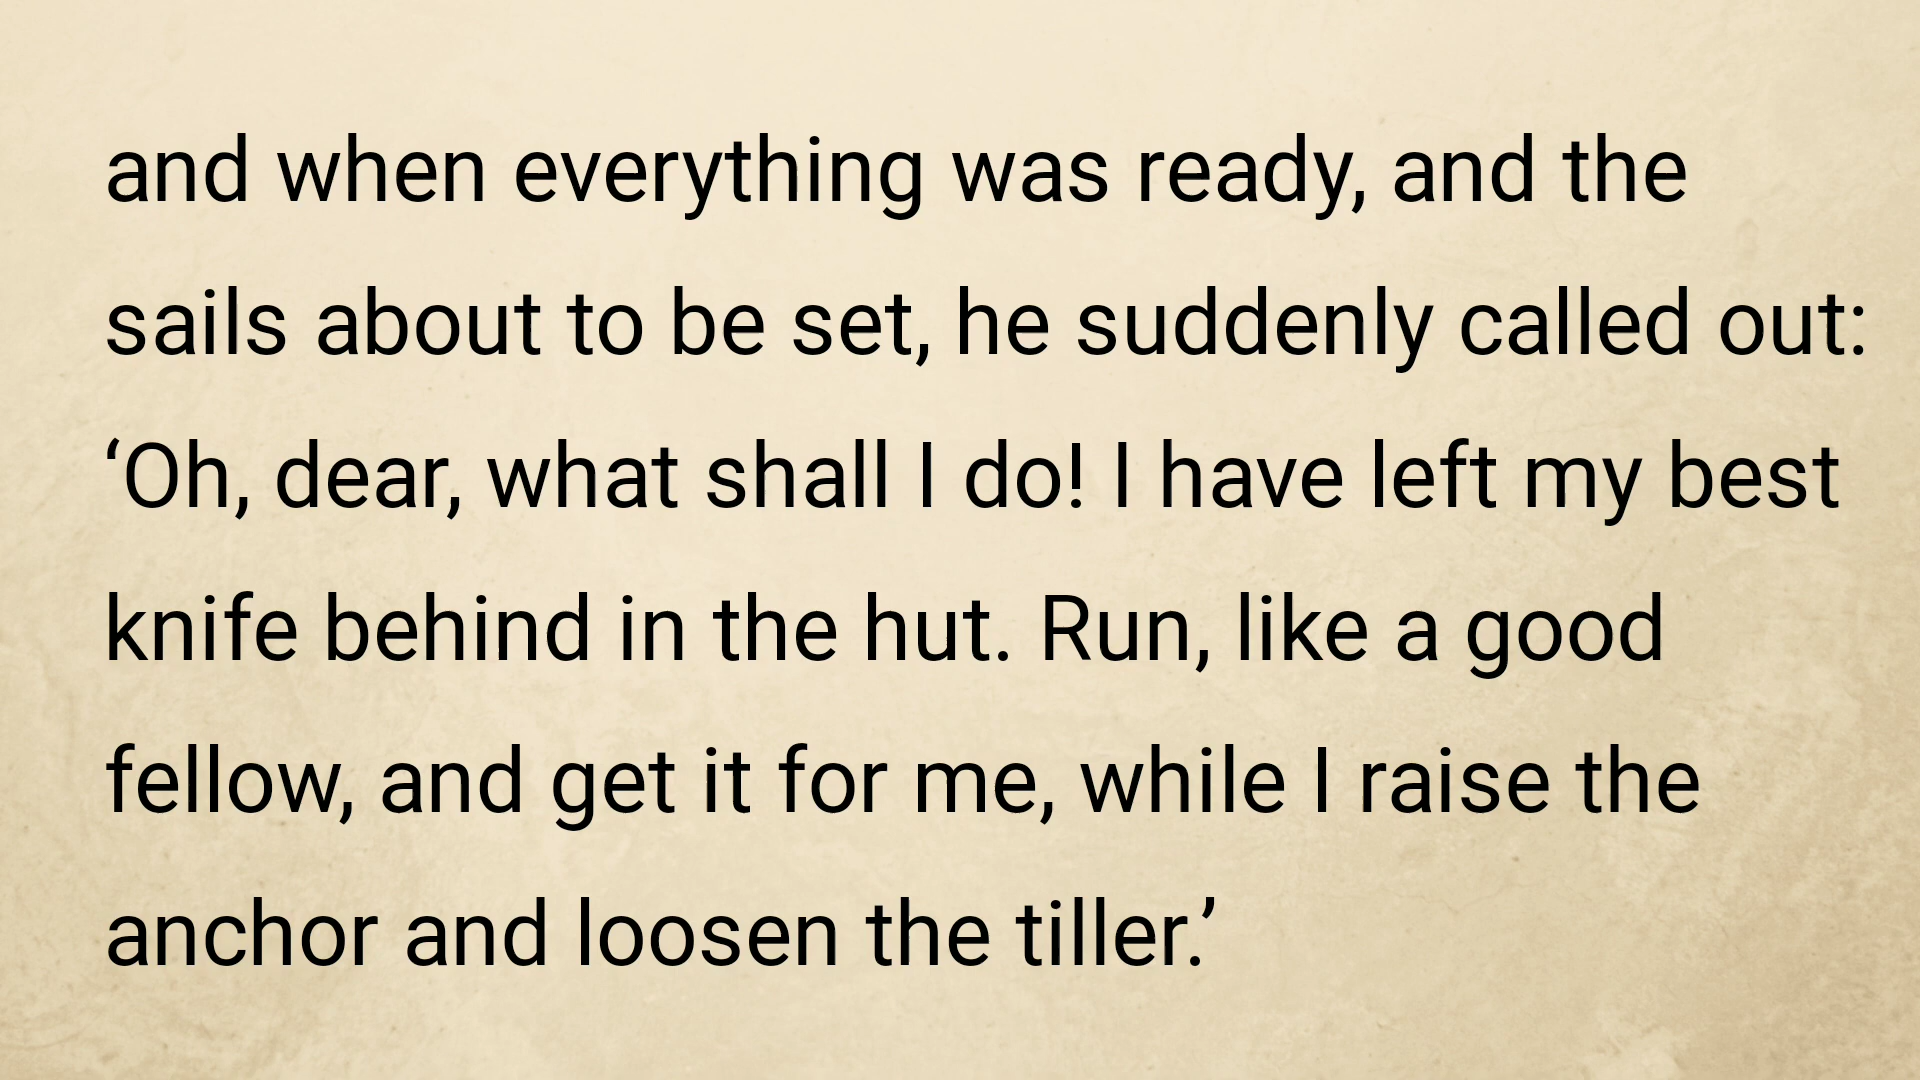 and when everything was ready, and the
sails about to be set, he suddenly called out:
‘Oh, dear, what shall I do! I have left my best
knife behind in the hut. Run, like a good
fellow, and get it for me, while I raise the
anchor and loosen the tiller.’